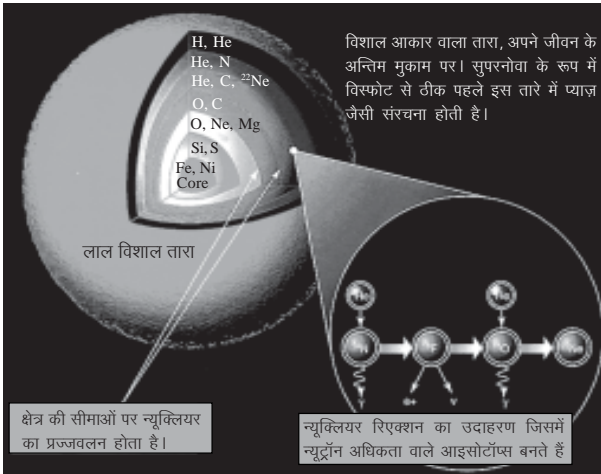 H, He
He, N
He, C, ²²Ne
O, C
O, Ne, Mg
Si, S
Fe, Ni
Core
विशाल आकार वाला तारा, अपने जीवन के
अन्तिम मुकाम पर। सुपरनोवा के रूप में
विस्फोट से ठीक पहले इस तारे में प्याज़
जैसी संरचना होती है।
लाल विशाल तारा
क्षेत्र की सीमाओं पर न्यूक्लियर
का प्रज्जवलन होता है।
न्यूक्लियर रिएक्शन का उदाहरण जिसमें
न्यूट्रॉन अधिकता वाले आइसोटॉप्स बनते हैं